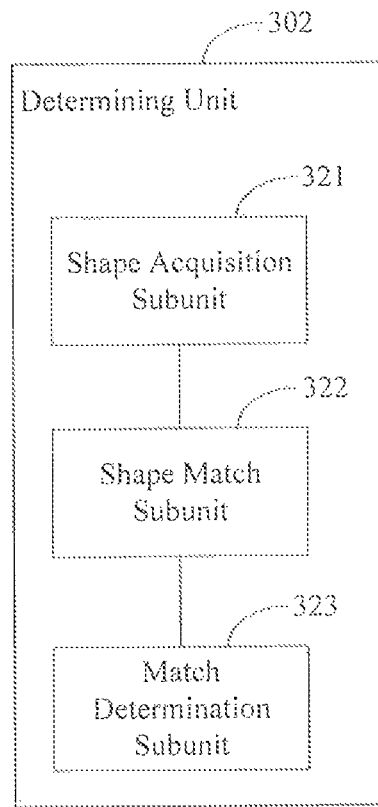 302
Determining Unit
321
Shape Acquisition
Subunit
322
Shape Match
Subunit
323
Match
Determination
Subunit